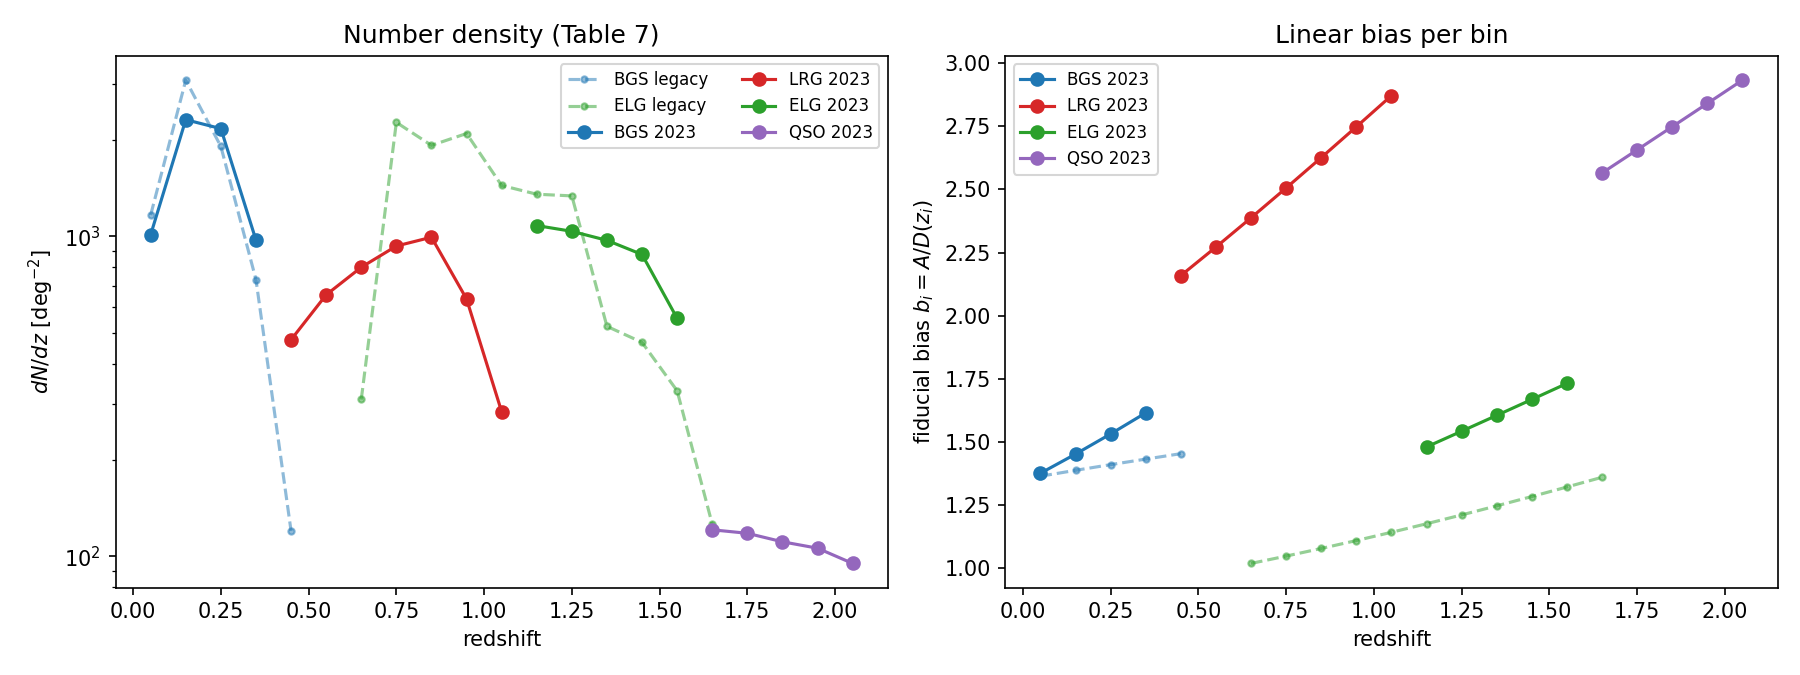 Number density (Table 7)
BGS legacy
ELG legacy
BGS 2023
LRG 2023
ELG 2023
QSO 2023
10³
10²
dN/dz [deg⁻²]
0.00 0.25 0.50 0.75 1.00 1.25 1.50 1.75 2.00
redshift
Linear bias per bin
BGS 2023
LRG 2023
ELG 2023
QSO 2023
3.00
2.75
2.50
2.25
2.00
1.75
1.50
1.25
1.00
fiducial bias bᵢ = A/D(zᵢ)
0.00 0.25 0.50 0.75 1.00 1.25 1.50 1.75 2.00
redshift